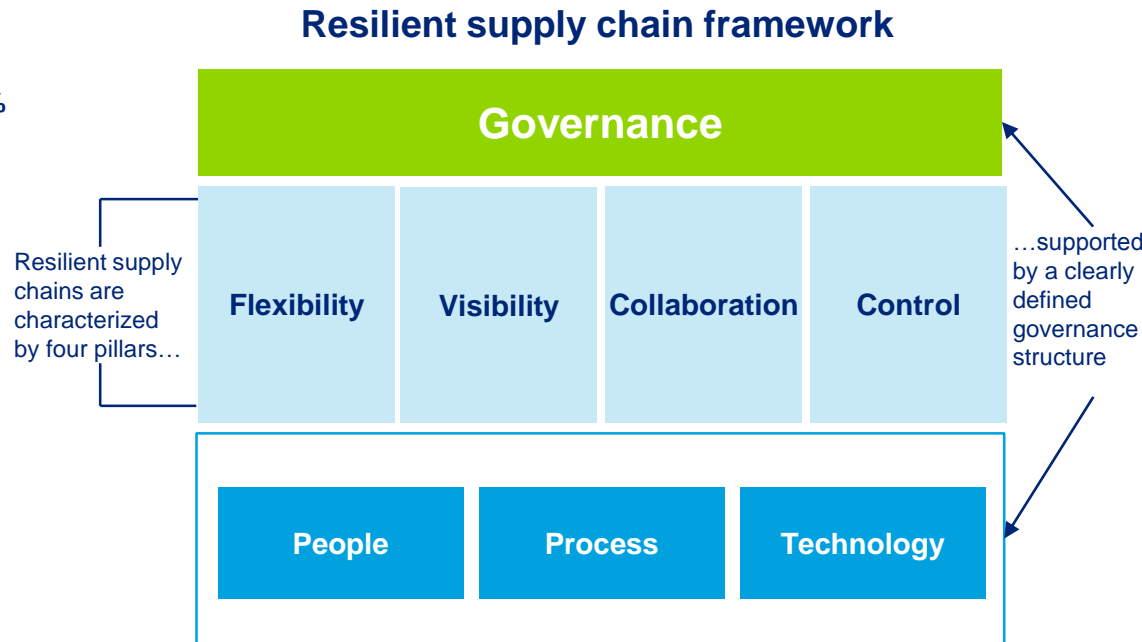 Resilient supply chain framework
%
Governance
Resilient supply
chains are
characterized
by four pillars…
Flexibility
Visibility
Collaboration
Control
…supported
by a clearly
defined
governance
structure
People
Process
Technology